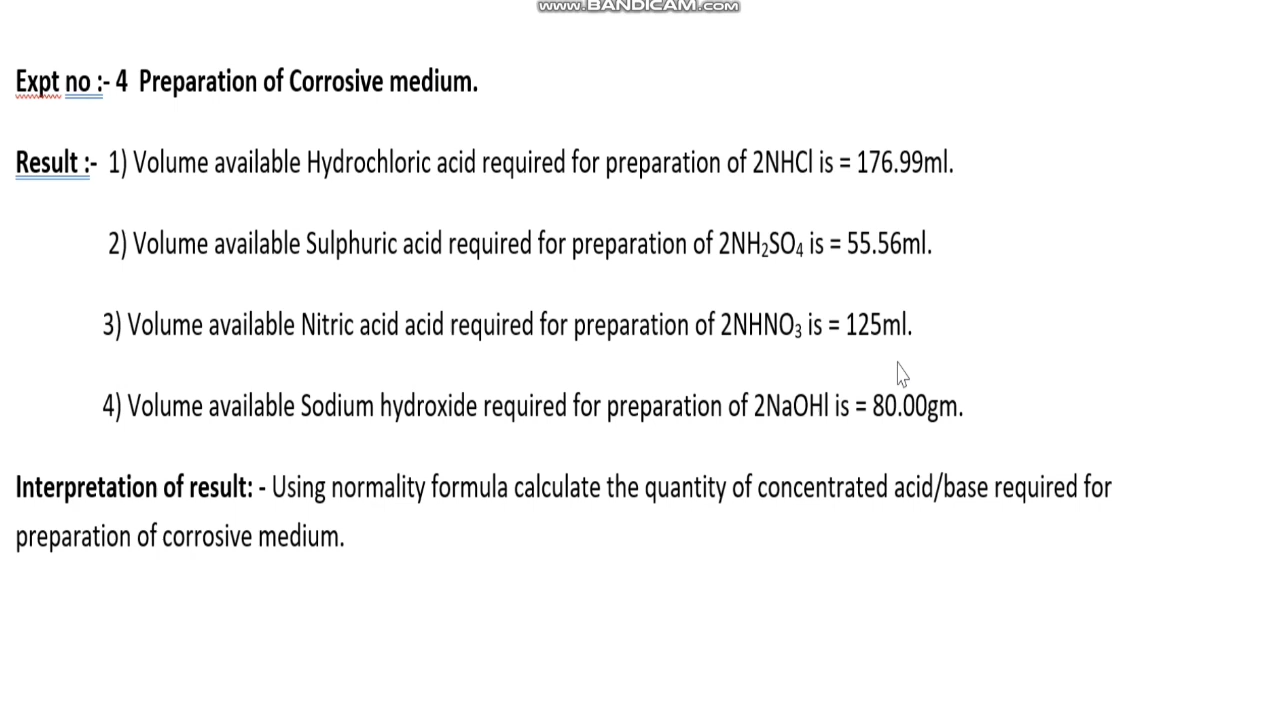 www.BANDICAM.com
Expt no :- 4 Preparation of Corrosive medium.
Result :- 1) Volume available Hydrochloric acid required for preparation of 2NHCl is = 176.99ml.
2) Volume available Sulphuric acid required for preparation of 2NH₂SO₄ is = 55.56ml.
3) Volume available Nitric acid acid required for preparation of 2NHNO₃ is = 125ml.
4) Volume available Sodium hydroxide required for preparation of 2NaOHl is = 80.00gm.
Interpretation of result: - Using normality formula calculate the quantity of concentrated acid/base required for
preparation of corrosive medium.